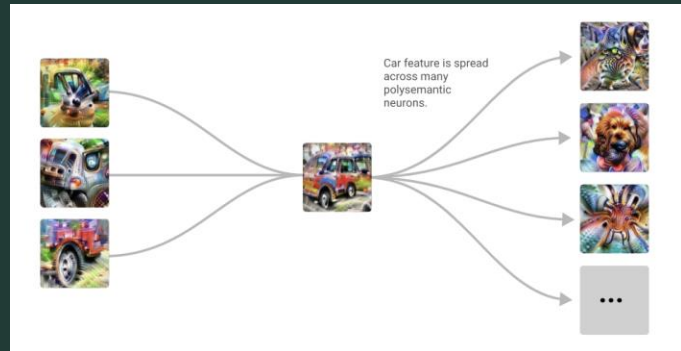 Car feature is spread
across many
polysemantic
neurons.
...